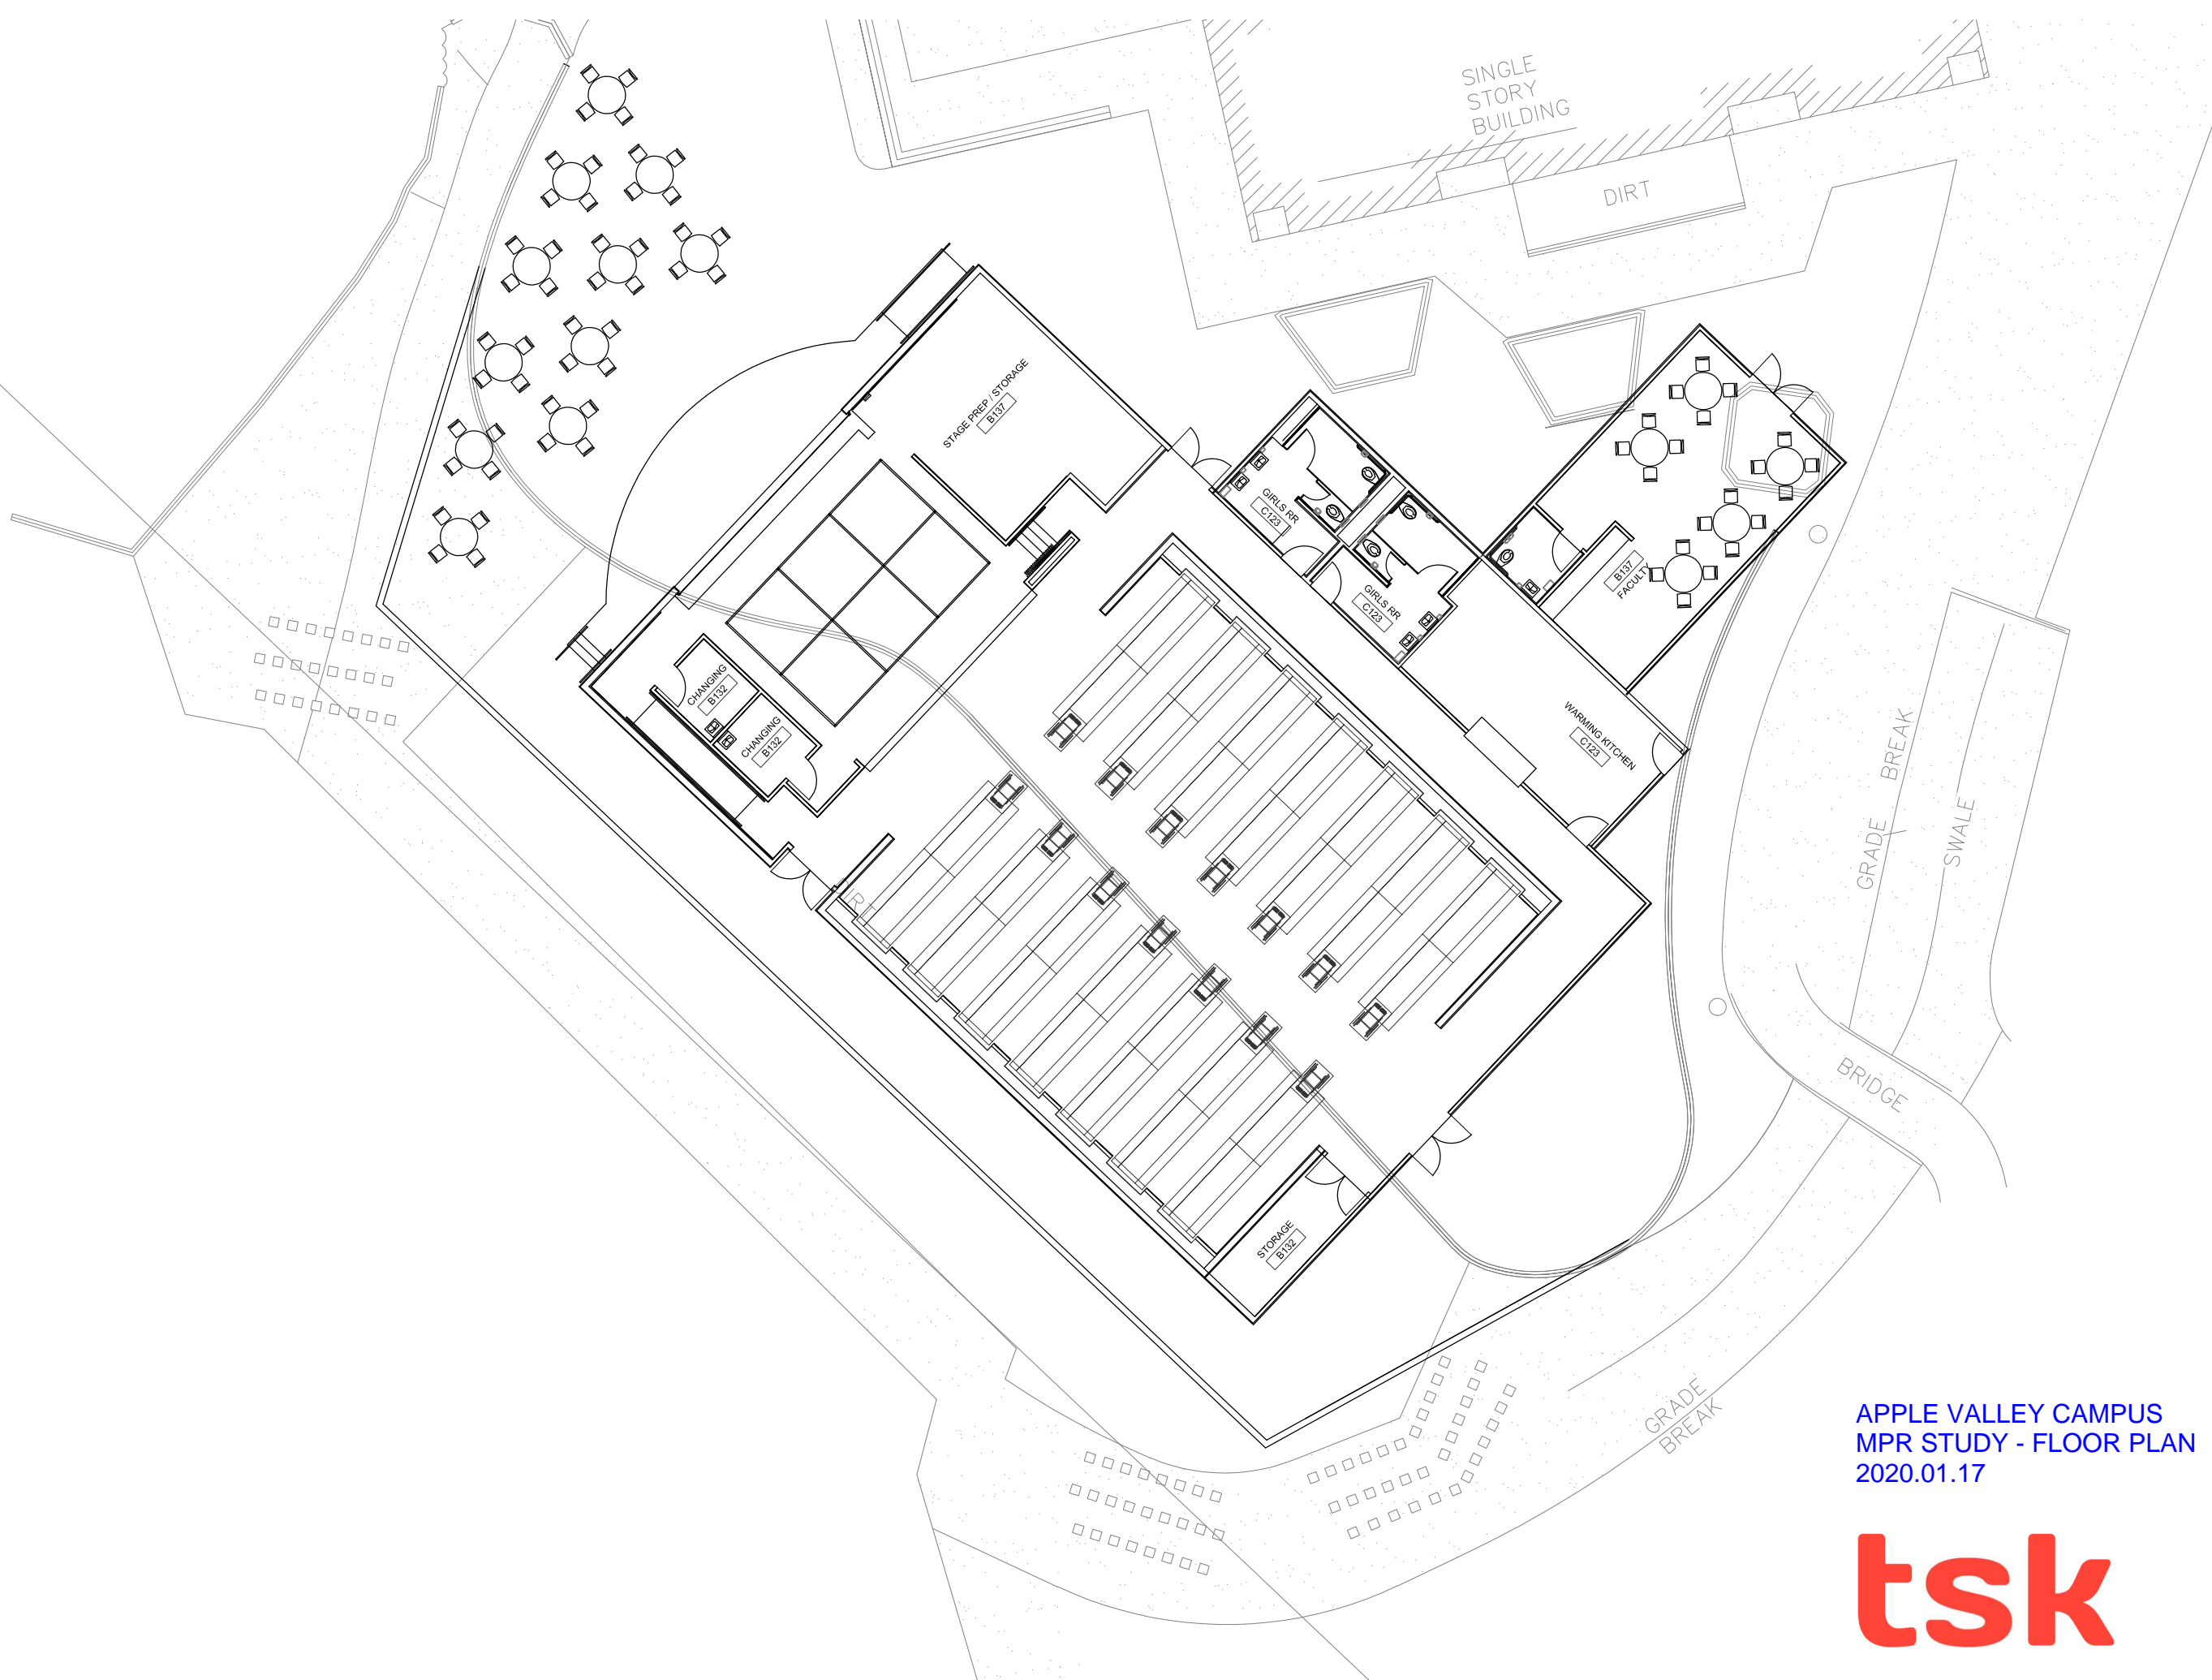 SINGLE
STORY
BUILDING
DIRT
STAGE PREP / STORAGE
B137
GIRLS RR
C123
GIRLS RR
C123
B137
FACULTY
CHANGING
B132
CHANGING
B132
WARMING KITCHEN
C123
GRADE BREAK
SWALE
BRIDGE
STORAGE
B132
GRADE
BREAK
APPLE VALLEY CAMPUS
MPR STUDY - FLOOR PLAN
2020.01.17
tsk